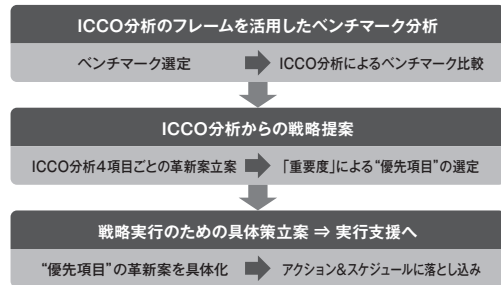 ICCO分析のフレームを活用したベンチマーク分析
ベンチマーク選定 ICCO分析によるベンチマーク比較
ICCO分析からの戦略提案
ICCO分析4項目ごとの革新案立案 「重要度」による“優先項目”の選定
戦略実行のための具体策立案 ⇒ 実行支援へ
“優先項目”の革新案を具体化 アクション&スケジュールに落とし込み